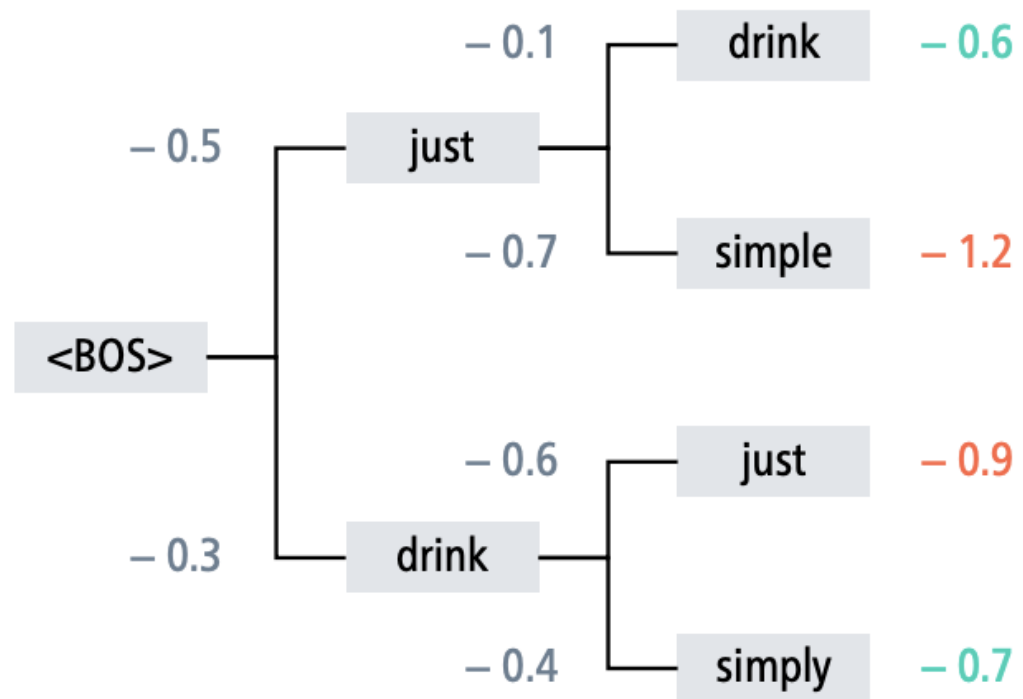 – 0.1
drink
– 0.6
– 0.5
just
– 0.7
simple
– 1.2
<BOS>
– 0.6
just
– 0.9
– 0.3
drink
– 0.4
simply
– 0.7